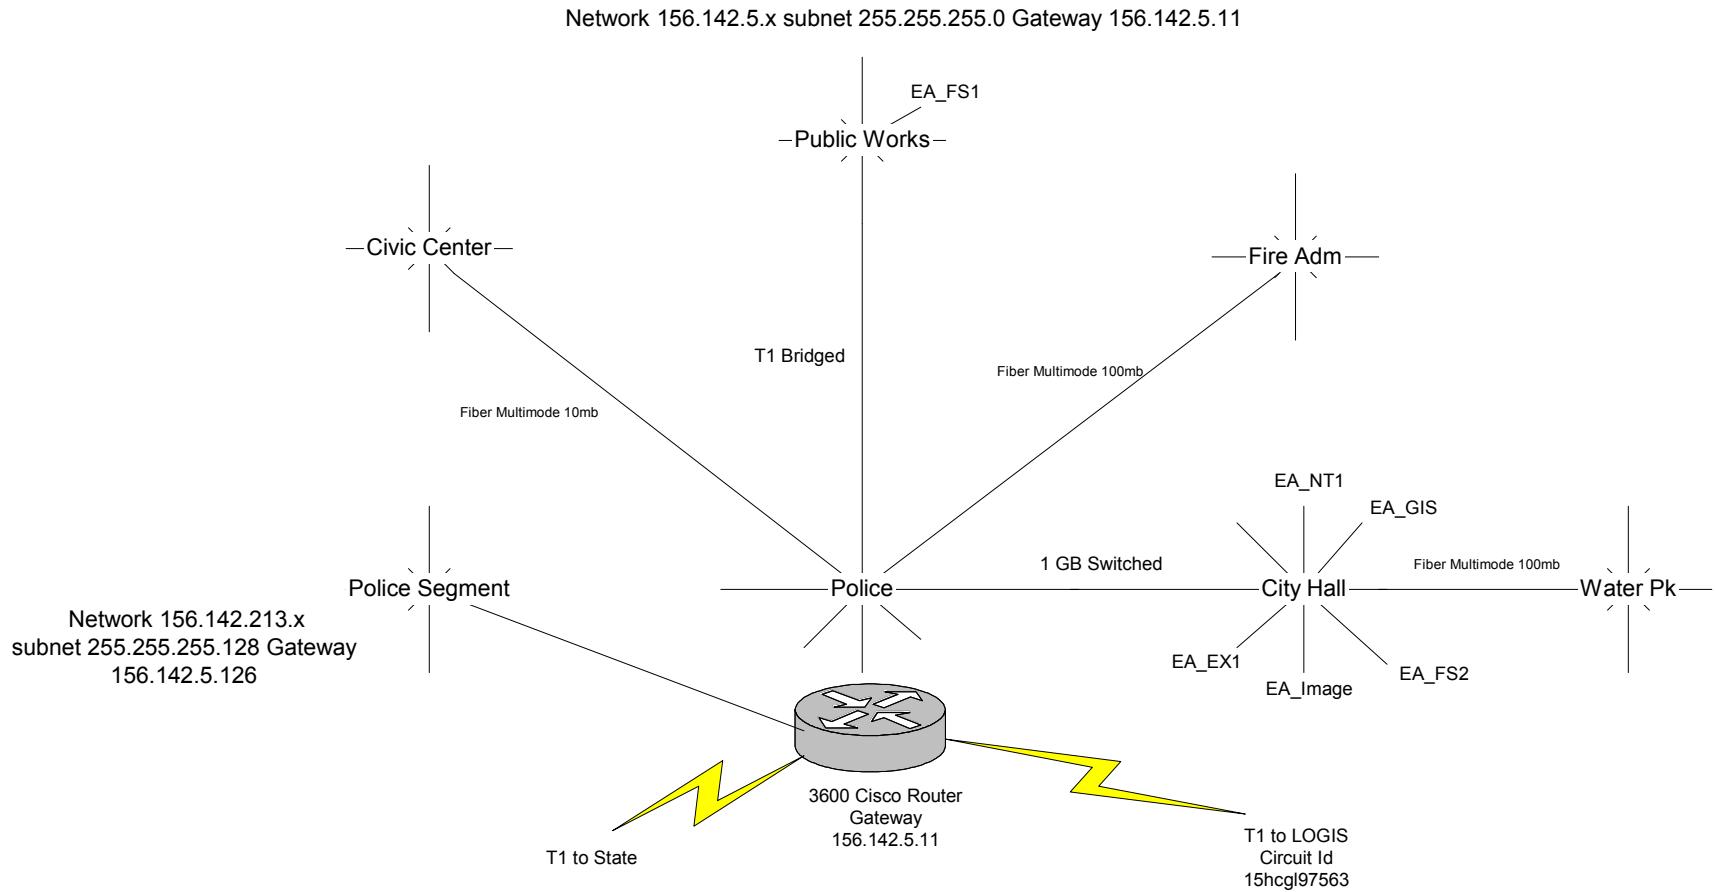 Network 156.142.5.x subnet 255.255.255.0 Gateway 156.142.5.11
EA_FS1
Public Works
Civic Center
Fire Adm
T1 Bridged
Fiber Multimode 100mb
Fiber Multimode 10mb
EA_NT1
EA_GIS
1 GB Switched
Fiber Multimode 100mb
Police Segment
Police
City Hall
Water Pk
Network 156.142.213.x
subnet 255.255.255.128 Gateway
156.142.5.126
EA_EX1
EA_Image
EA_FS2
3600 Cisco Router
Gateway
156.142.5.11
T1 to State
T1 to LOGIS
Circuit Id
15hcgl97563